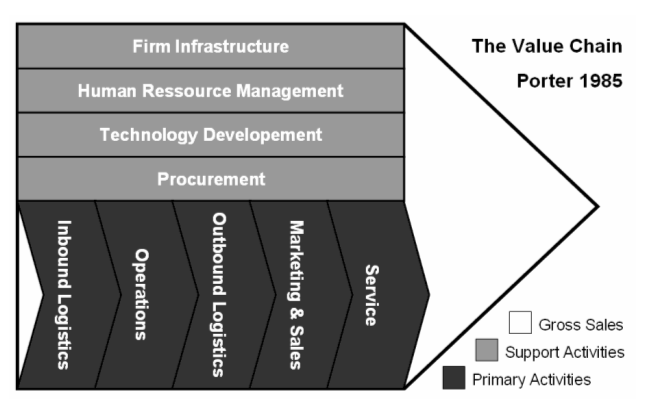 Firm Infrastructure
Human Ressource Management
Technology Developement
Procurement
Inbound Logistics
Operations
Outbound Logistics
Marketing & Sales
Service
The Value Chain
Porter 1985
Gross Sales
Support Activities
Primary Activities